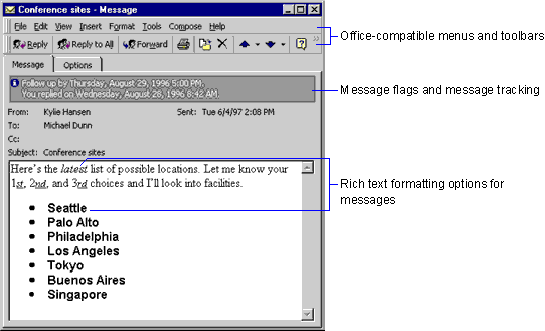 Conference sites - Message
File Edit View Insert Format Tools Compose Help
Reply Reply to All Forward
Office-compatible menus and toolbars
Message Options
Follow up by Thursday, August 29, 1996 5:00 PM.
You replied on Wednesday, August 28, 1996 8:42 AM.
Message flags and message tracking
From: Kylie Hansen Sent: Tue 6/4/97 2:08 PM
To: Michael Dunn
Cc:
Subject: Conference sites
Here's the latest list of possible locations. Let me know your
1st, 2nd, and 3rd choices and I'll look into facilities.
Rich text formatting options for
messages
• Seattle
• Palo Alto
• Philadelphia
• Los Angeles
• Tokyo
• Buenos Aires
• Singapore